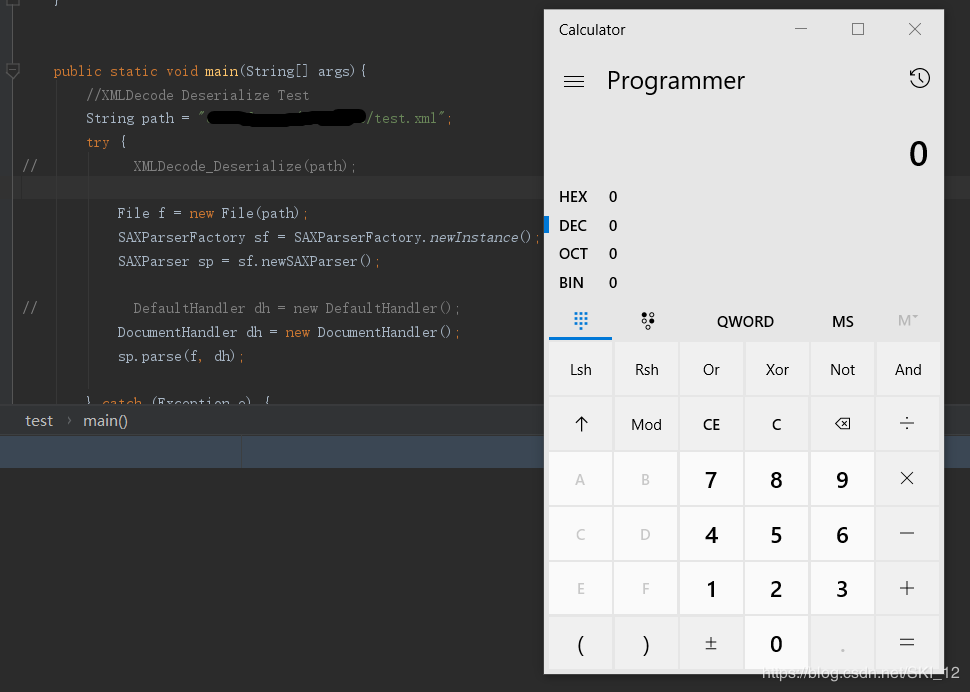 }
public static void main(String[] args){
//XMLDecode Deserialize Test
String path = "/test.xml";
try {
// XMLDecode_Deserialize(path);
File f = new File(path);
SAXParserFactory sf = SAXParserFactory.newInstance();
SAXParser sp = sf.newSAXParser();
// DefaultHandler dh = new DefaultHandler();
DocumentHandler dh = new DocumentHandler();
sp.parse(f, dh);
} catch (Exception e) {
test › main()
Calculator
Programmer
0
HEX 0
DEC 0
OCT 0
BIN 0
QWORD MS M
Lsh Rsh Or Xor Not And
↑ Mod CE C ÷
A B 7 8 9 ×
C D 4 5 6 −
E F 1 2 3 +
( ) ± 0 . =
https://blog.csdn.net/SKI_12